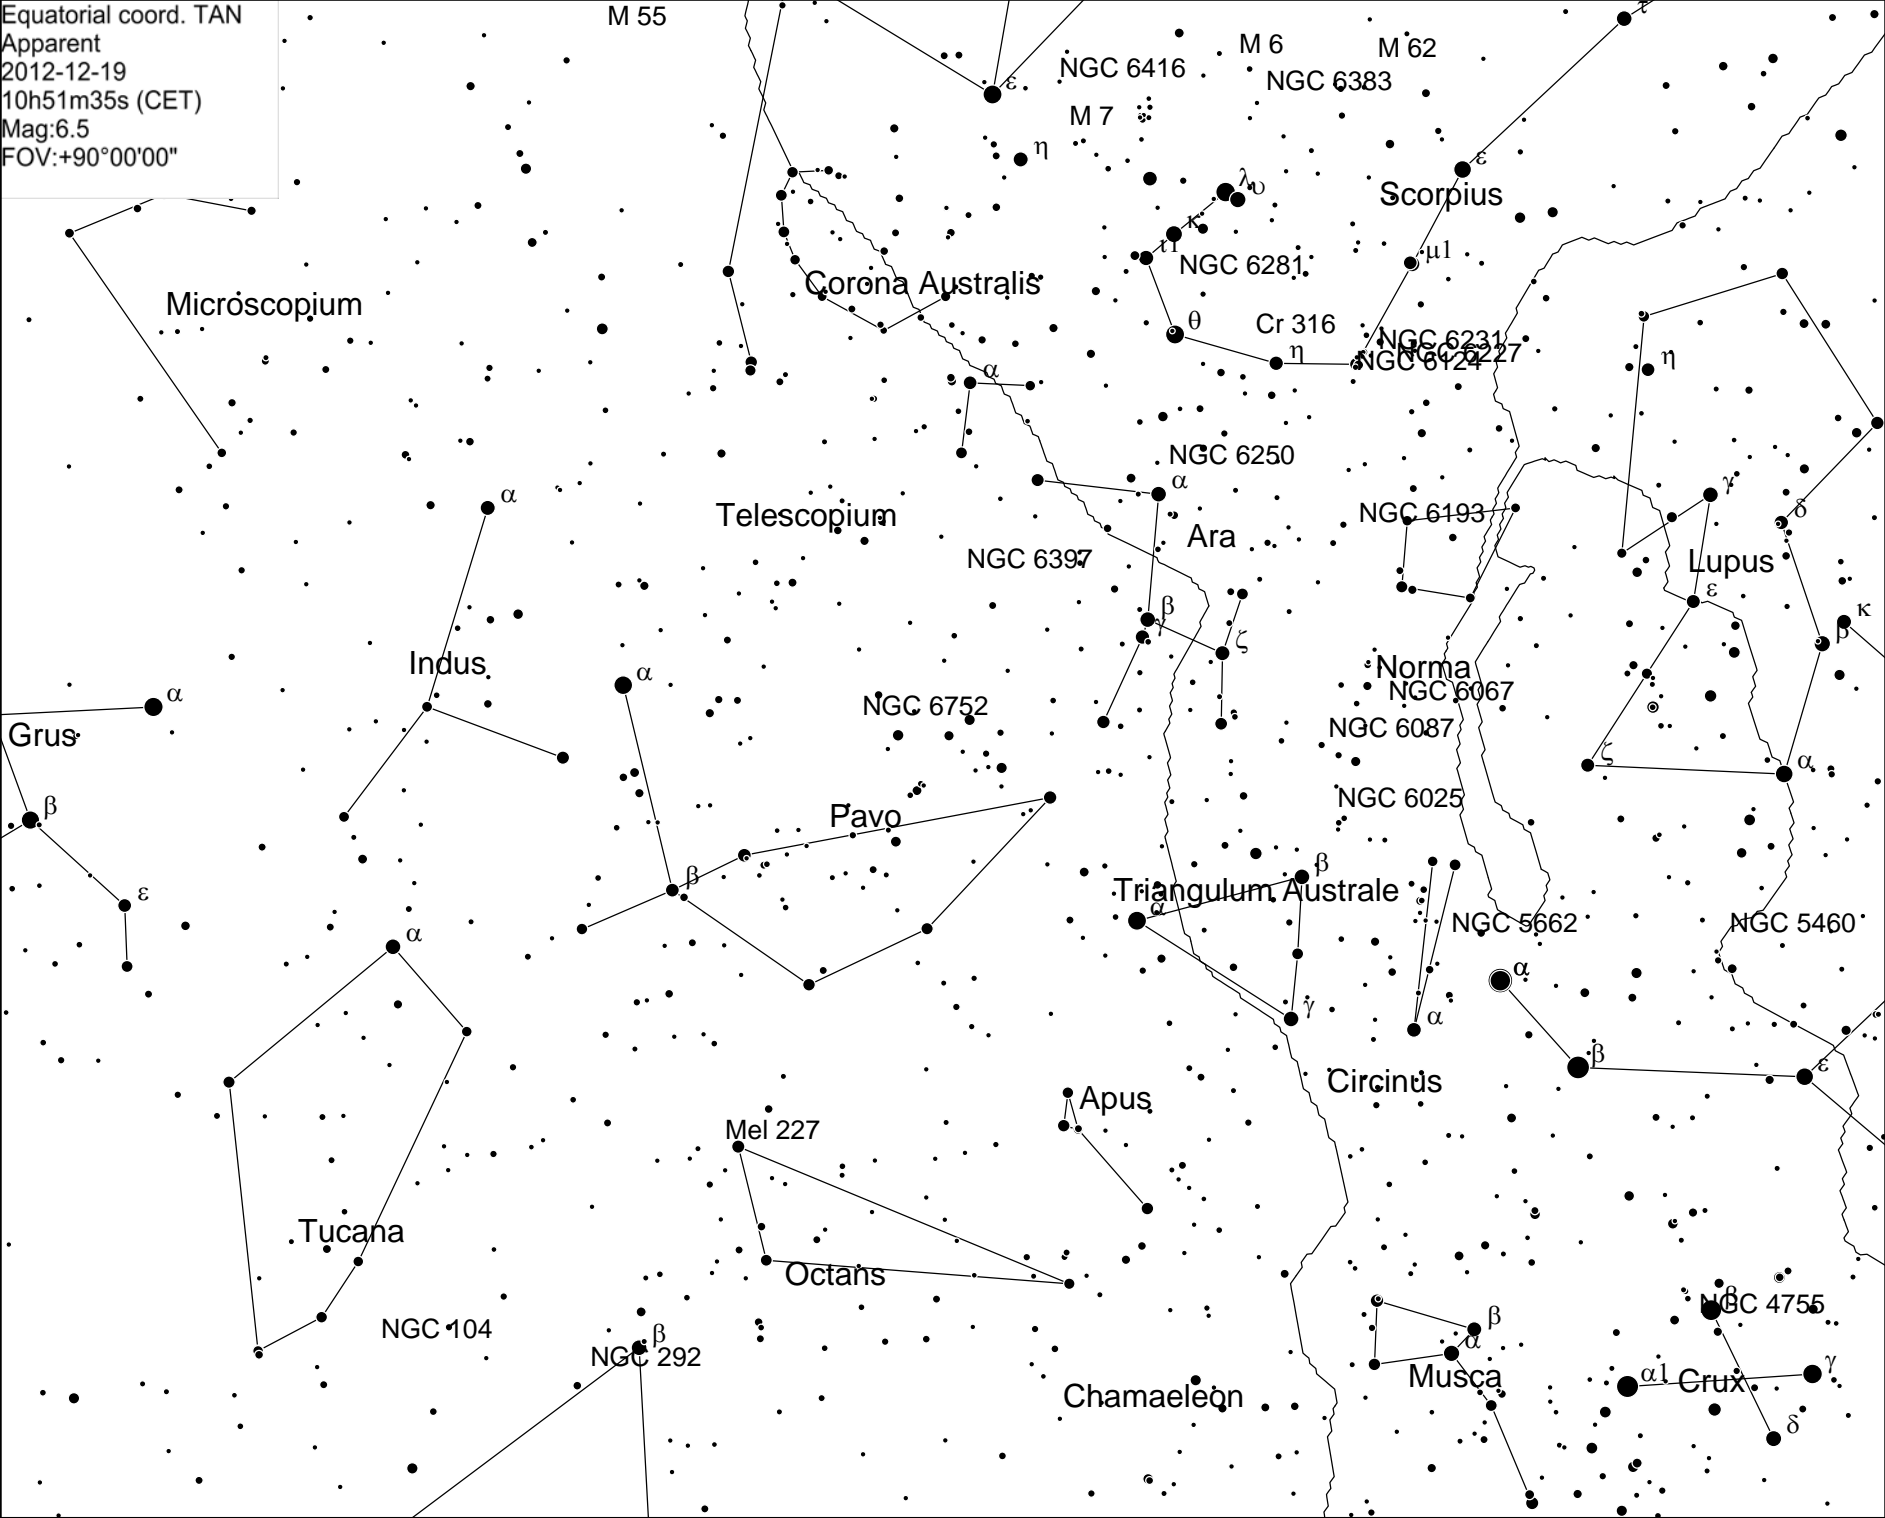 Equatorial coord. TAN
Apparent
2012-12-19
10h51m35s (CET)
Mag:6.5
FOV:+90°00'00"
M 55
τ
M 6
M 62
NGC 6416
ε
NGC 6383
M 7
η
ε
λ
υ
Scorpius
κ
ι1
μ1
NGC 6281
Corona Australis
Microscopium
θ
Cr 316
η
NGC 6231
NGC 6227
NGC 6124
η
α
NGC 6250
α
α
γ
δ
Telescopium
NGC 6193
Ara
NGC 6397
Lupus
ε
β
γ
κ
β
ζ
Indus
α
Norma
α
NGC 6067
NGC 6752
Grus
NGC 6087
ζ
α
β
NGC 6025
Pavo
β
β
Triangulum Australe
ε
α
NGC 5662
NGC 5460
α
α
γ
α
β
ε
Circinus
Apus
Mel 227
Tucana
Octans
β
NGC 4755
β
NGC 104
β
α
NGC 292
Musca
α1
Crux
γ
Chamaeleon
δ